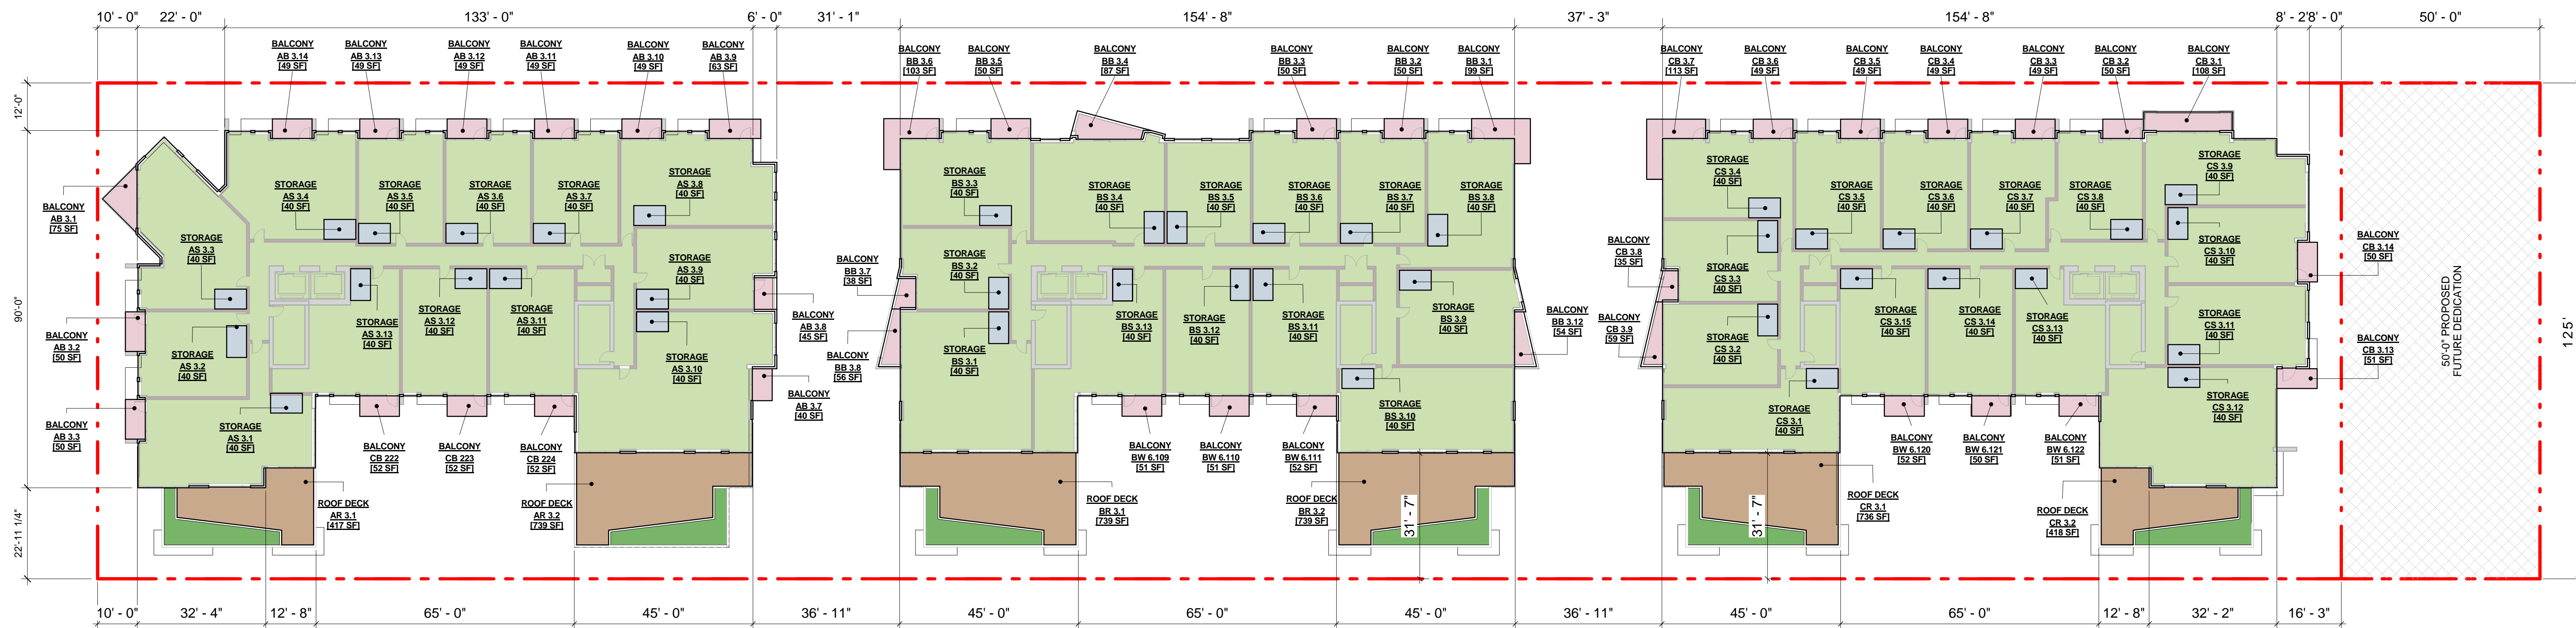 10' - 0"
22' - 0"
133' - 0"
6' - 0"
31' - 1"
154' - 8"
37' - 3"
154' - 8"
8' - 2"
8' - 0"
50' - 0"
BALCONY
AB 3.14
[49 SF]
BALCONY
AB 3.13
[49 SF]
BALCONY
AB 3.12
[49 SF]
BALCONY
AB 3.11
[49 SF]
BALCONY
AB 3.10
[49 SF]
BALCONY
AB 3.9
[63 SF]
BALCONY
BB 3.6
[103 SF]
BALCONY
BB 3.5
[50 SF]
BALCONY
BB 3.4
[87 SF]
BALCONY
BB 3.3
[50 SF]
BALCONY
BB 3.2
[50 SF]
BALCONY
BB 3.1
[99 SF]
BALCONY
CB 3.7
[113 SF]
BALCONY
CB 3.6
[49 SF]
BALCONY
CB 3.5
[49 SF]
BALCONY
CB 3.4
[49 SF]
BALCONY
CB 3.3
[49 SF]
BALCONY
CB 3.2
[50 SF]
BALCONY
CB 3.1
[108 SF]
12'-0"
90'-0"
22'-11 1/4"
BALCONY
AB 3.1
[75 SF]
BALCONY
AB 3.2
[50 SF]
BALCONY
AB 3.3
[50 SF]
STORAGE
AS 3.4
[40 SF]
STORAGE
AS 3.5
[40 SF]
STORAGE
AS 3.6
[40 SF]
STORAGE
AS 3.7
[40 SF]
STORAGE
AS 3.8
[40 SF]
STORAGE
AS 3.3
[40 SF]
STORAGE
AS 3.9
[40 SF]
STORAGE
AS 3.2
[40 SF]
STORAGE
AS 3.13
[40 SF]
STORAGE
AS 3.12
[40 SF]
STORAGE
AS 3.11
[40 SF]
STORAGE
AS 3.10
[40 SF]
STORAGE
AS 3.1
[40 SF]
BALCONY
CB 222
[52 SF]
BALCONY
CB 223
[52 SF]
BALCONY
CB 224
[52 SF]
BALCONY
AB 3.8
[45 SF]
BALCONY
AB 3.7
[40 SF]
ROOF DECK
AR 3.1
[417 SF]
ROOF DECK
AR 3.2
[739 SF]
BALCONY
BB 3.7
[38 SF]
BALCONY
BB 3.8
[56 SF]
STORAGE
BS 3.3
[40 SF]
STORAGE
BS 3.4
[40 SF]
STORAGE
BS 3.5
[40 SF]
STORAGE
BS 3.6
[40 SF]
STORAGE
BS 3.7
[40 SF]
STORAGE
BS 3.8
[40 SF]
STORAGE
BS 3.2
[40 SF]
STORAGE
BS 3.1
[40 SF]
STORAGE
BS 3.13
[40 SF]
STORAGE
BS 3.12
[40 SF]
STORAGE
BS 3.11
[40 SF]
STORAGE
BS 3.9
[40 SF]
STORAGE
BS 3.10
[40 SF]
BALCONY
BW 6.109
[51 SF]
BALCONY
BW 6.110
[51 SF]
BALCONY
BW 6.111
[52 SF]
BALCONY
BB 3.12
[54 SF]
ROOF DECK
BR 3.1
[739 SF]
ROOF DECK
BR 3.2
[739 SF]
31' - 7"
BALCONY
CB 3.8
[35 SF]
BALCONY
CB 3.9
[59 SF]
STORAGE
CS 3.4
[40 SF]
STORAGE
CS 3.5
[40 SF]
STORAGE
CS 3.6
[40 SF]
STORAGE
CS 3.7
[40 SF]
STORAGE
CS 3.8
[40 SF]
STORAGE
CS 3.9
[40 SF]
STORAGE
CS 3.3
[40 SF]
STORAGE
CS 3.10
[40 SF]
STORAGE
CS 3.2
[40 SF]
STORAGE
CS 3.15
[40 SF]
STORAGE
CS 3.14
[40 SF]
STORAGE
CS 3.13
[40 SF]
STORAGE
CS 3.11
[40 SF]
STORAGE
CS 3.1
[40 SF]
STORAGE
CS 3.12
[40 SF]
BALCONY
BW 6.120
[52 SF]
BALCONY
BW 6.121
[50 SF]
BALCONY
BW 6.122
[51 SF]
BALCONY
CB 3.14
[50 SF]
BALCONY
CB 3.13
[51 SF]
31' - 7"
ROOF DECK
CR 3.1
[736 SF]
ROOF DECK
CR 3.2
[418 SF]
50'-0" PROPOSED
FUTURE DEDICATION
125'
10' - 0"
32' - 4"
12' - 8"
65' - 0"
45' - 0"
36' - 11"
45' - 0"
65' - 0"
45' - 0"
36' - 11"
45' - 0"
65' - 0"
12' - 8"
32' - 2"
16' - 3"